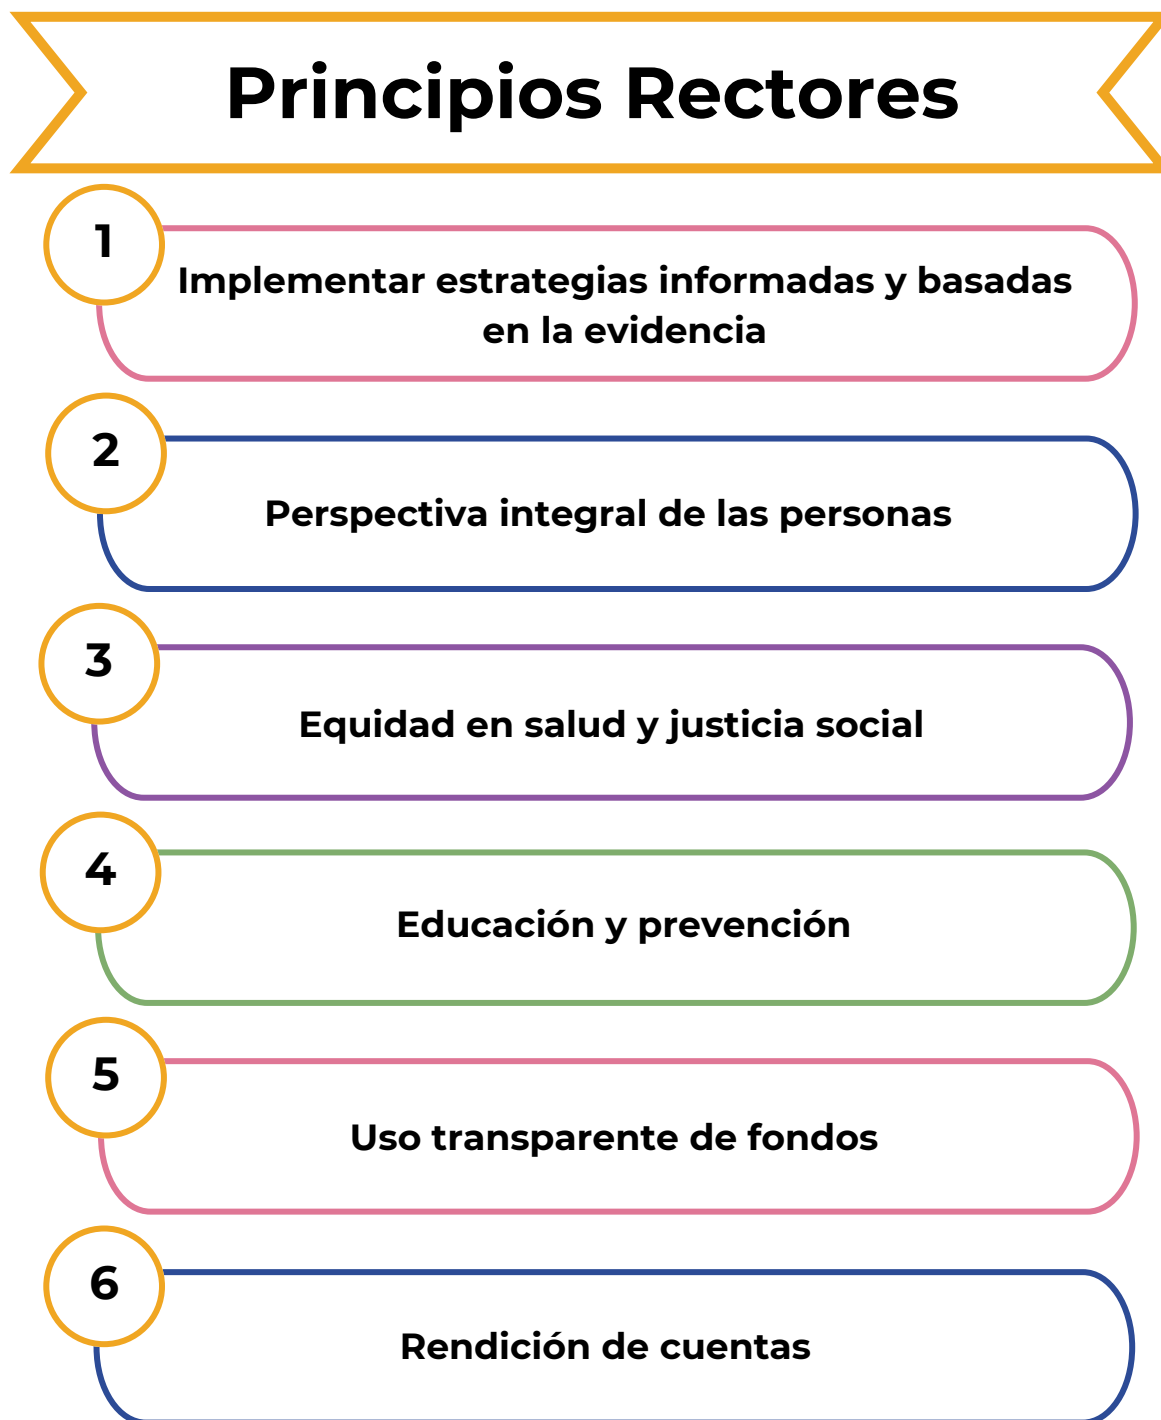 Principios Rectores
1
Implementar estrategias informadas y basadas
en la evidencia
2
Perspectiva integral de las personas
3
Equidad en salud y justicia social
4
Educación y prevención
5
Uso transparente de fondos
6
Rendición de cuentas